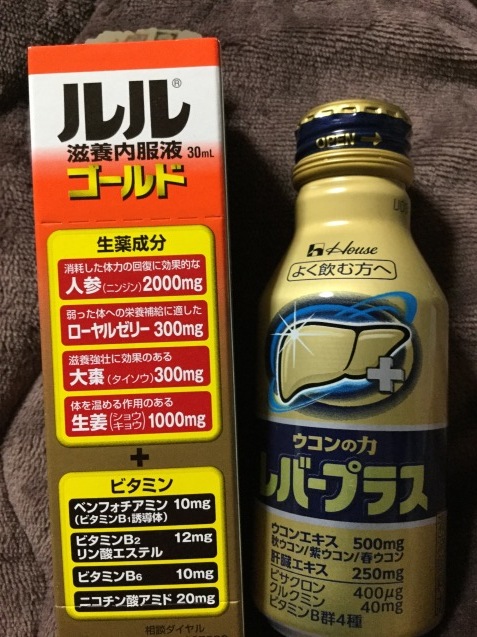 ルル®
滋養内服液 30mL
ゴールド
生薬成分
消耗した体力の回復に効果的な
人参(ニンジン)2000mg
弱った体への栄養補給に適した
ローヤルゼリー300mg
滋養強壮に効果のある
大棗(タイソウ)300mg
体を温める作用のある
生姜(ショウキョウ)1000mg
+
ビタミン
ベンフォチアミン 10mg
(ビタミンB1誘導体)
ビタミンB2 12mg
リン酸エステル
ビタミンB6 10mg
ニコチン酸アミド 20mg
相談ダイヤル
OPEN→
House
よく飲む方へ
ウコンの力
レバープラス
ウコンエキス 500mg
秋ウコン/紫ウコン/春ウコン
肝臓エキス 250mg
ビサクロン 400μg
クルクミン 40mg
ビタミンB群4種